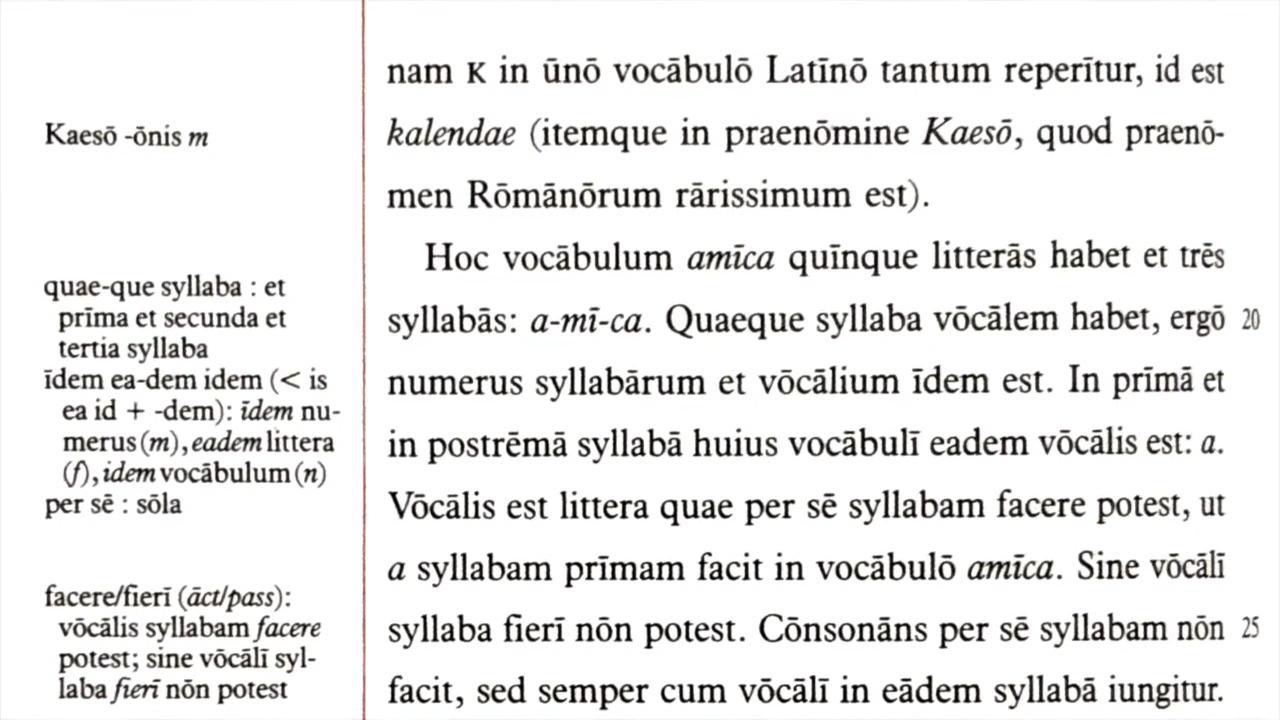 nam K in ūnō vocābulō Latīnō tantum reperītur, id est
Kaesō -ōnis m
kalendae (itemque in praenōmine Kaesō, quod praenō-
men Rōmānōrum rārissimum est).
Hoc vocābulum amīca quīnque litterās habet et trēs
quae-que syllaba : et
prīma et secunda et
tertia syllaba
syllabās: a-mī-ca. Quaeque syllaba vōcālem habet, ergō 20
īdem ea-dem idem (< is
ea id + -dem): īdem nu-
merus (m), eadem littera
(f), idem vocābulum (n)
numerus syllabārum et vōcālium īdem est. In prīmā et
in postrēmā syllabā huius vocābulī eadem vōcālis est: a.
per sē : sōla
Vōcālis est littera quae per sē syllabam facere potest, ut
a syllabam prīmam facit in vocābulō amīca. Sine vōcālī
facere/fierī (āct/pass):
vōcālis syllabam facere
potest; sine vōcālī syl-
laba fierī nōn potest
syllaba fierī nōn potest. Cōnsonāns per sē syllabam nōn 25
facit, sed semper cum vōcālī in eādem syllabā iungitur.